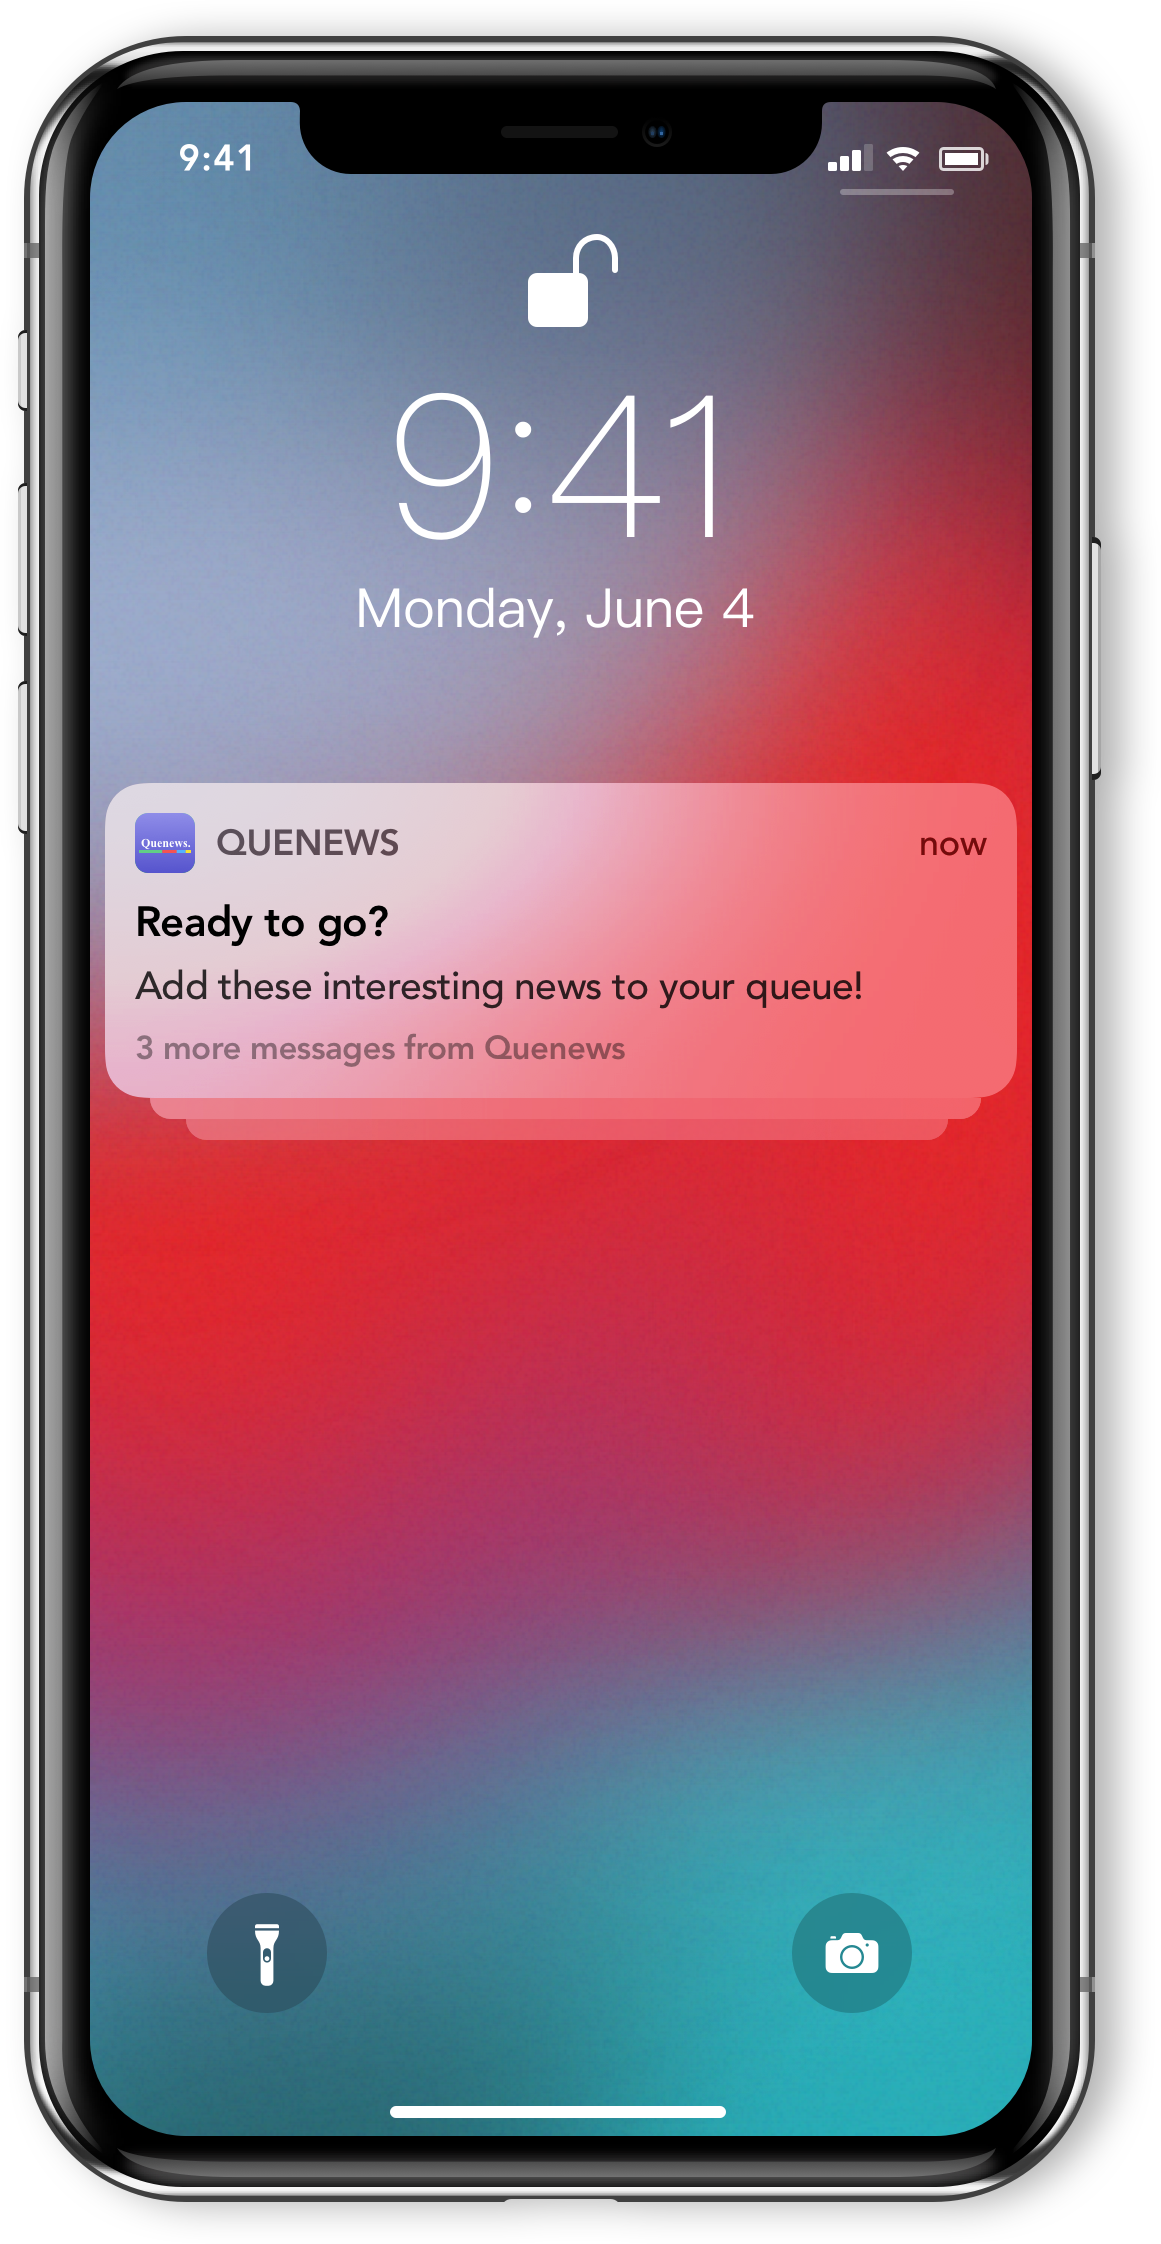 9:41
9:41
Monday, June 4
Quenews.
QUENEWS
now
Ready to go?
Add these interesting news to your queue!
3 more messages from Quenews